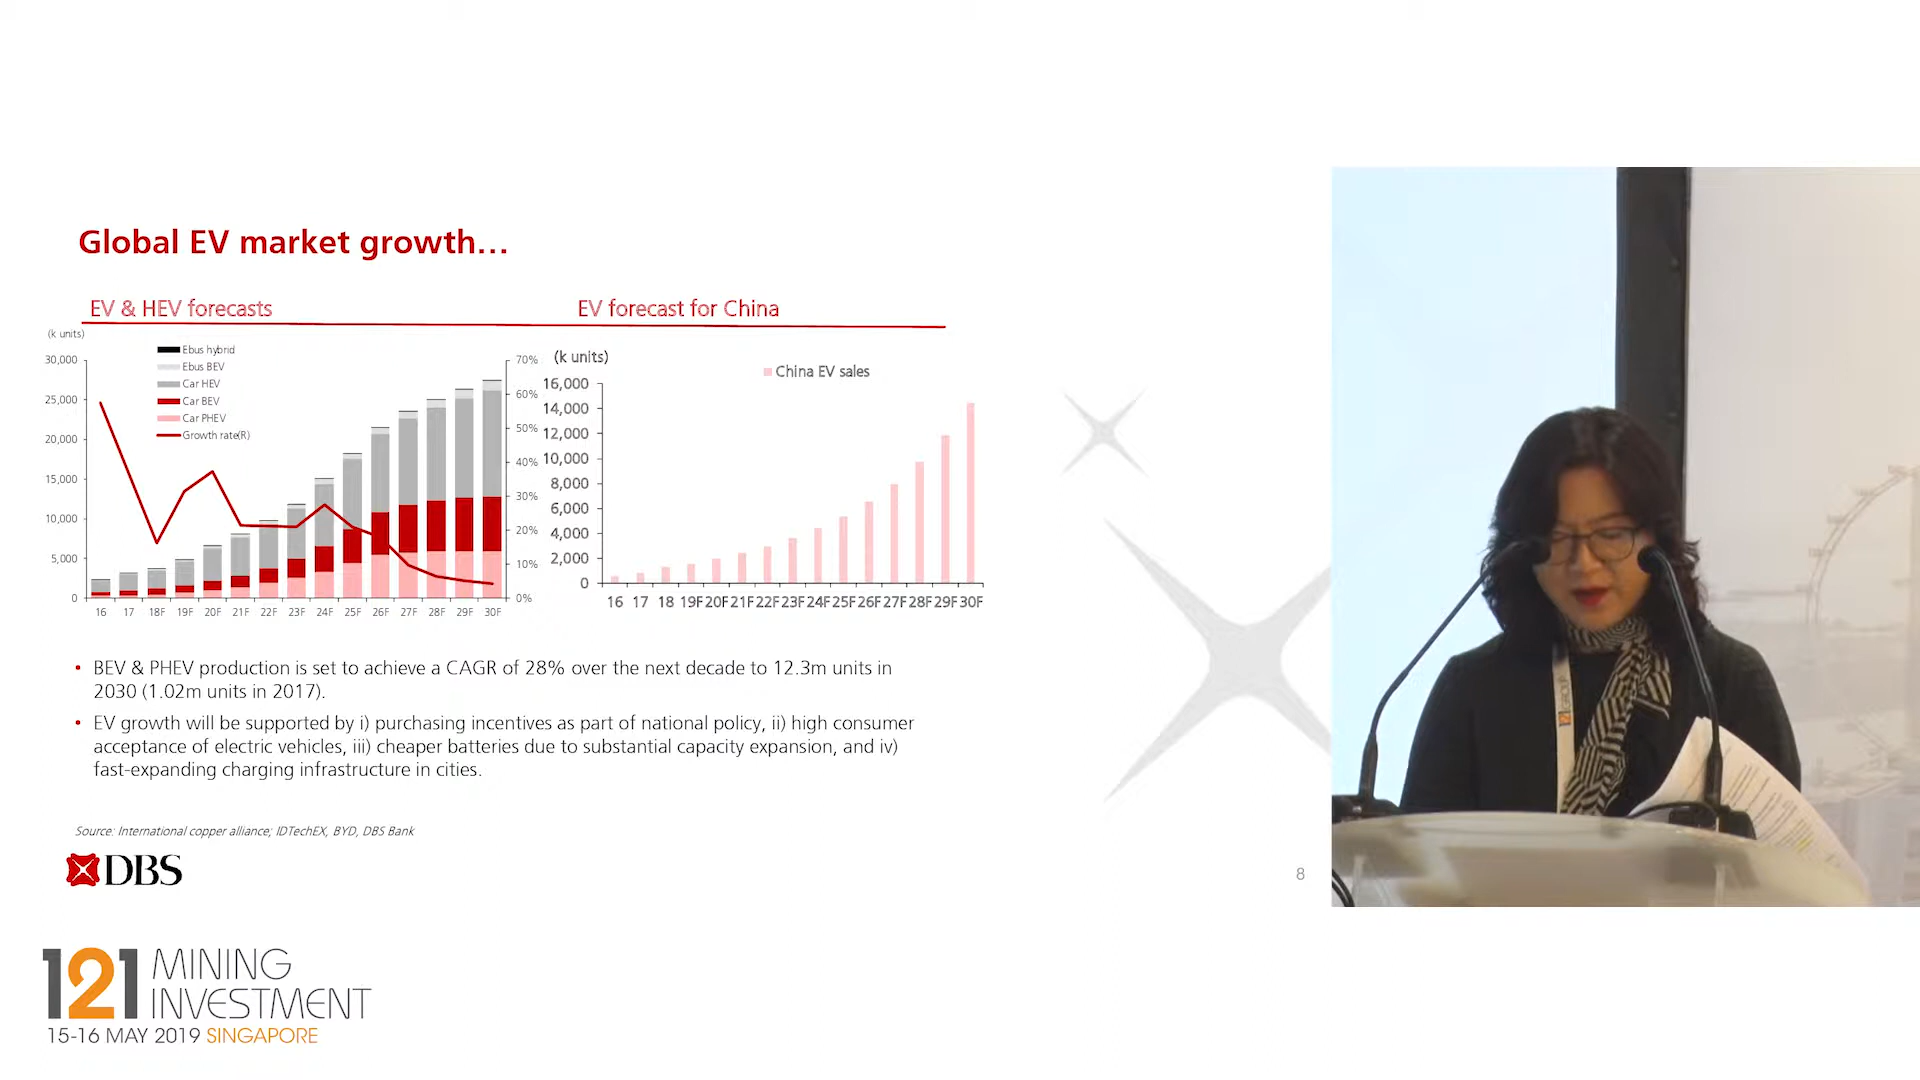 Global EV market growth...
EV & HEV forecasts
EV forecast for China
(k units)
Ebus hybrid
Ebus BEV
Car HEV
Car BEV
Car PHEV
Growth rate(R)
30,000
25,000
20,000
15,000
10,000
5,000
0
70%
60%
50%
40%
30%
20%
10%
0%
16 17 18F 19F 20F 21F 22F 23F 24F 25F 26F 27F 28F 29F 30F
(k units)
China EV sales
16,000
14,000
12,000
10,000
8,000
6,000
4,000
2,000
0
16 17 18 19F 20F 21F 22F 23F 24F 25F 26F 27F 28F 29F 30F
• BEV & PHEV production is set to achieve a CAGR of 28% over the next decade to 12.3m units in
2030 (1.02m units in 2017).
• EV growth will be supported by i) purchasing incentives as part of national policy, ii) high consumer
acceptance of electric vehicles, iii) cheaper batteries due to substantial capacity expansion, and iv)
fast-expanding charging infrastructure in cities.
Source: International copper alliance; IDTechEX, BYD, DBS Bank
DBS
8
121 MINING
INVESTMENT
15-16 MAY 2019 SINGAPORE